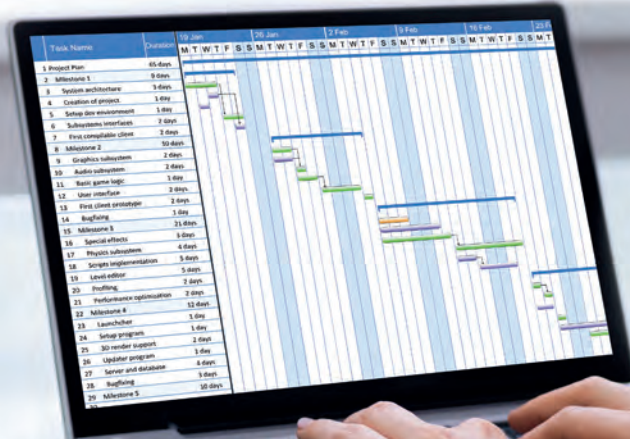 Task Name Duration 19 Jan 26 Jan 2 Feb 9 Feb 16 Feb 23 F
M T W T F S S M T W T F S S M T W T F S S M T W T F S S M T W T F S S M T
1 Project Plan 65 days
2 Milestone 1 9 days
3 System architecture 3 days
4 Creation of project 1 day
5 Setup dev environment 1 day
6 Subsystems interfaces 2 days
7 First compilable client 2 days
8 Milestone 2 10 days
9 Graphics subsystem 2 days
10 Audio subsystem 2 days
11 Basic game logic 1 day
12 User interface 2 days
13 First client prototype 2 days
14 Bugfixing 1 day
15 Milestone 3 21 days
16 Special effects 3 days
17 Physics subsystem 4 days
18 Scripts implementation 5 days
19 Level editor 5 days
20 Profiling 2 days
21 Performance optimization 2 days
22 Milestone 4 12 days
23 Launchcher 1 day
24 Setup program 1 day
25 3D render support 2 days
26 Updater program 1 day
27 Server and database 4 days
28 Bugfixing 3 days
29 Milestone 5 10 days